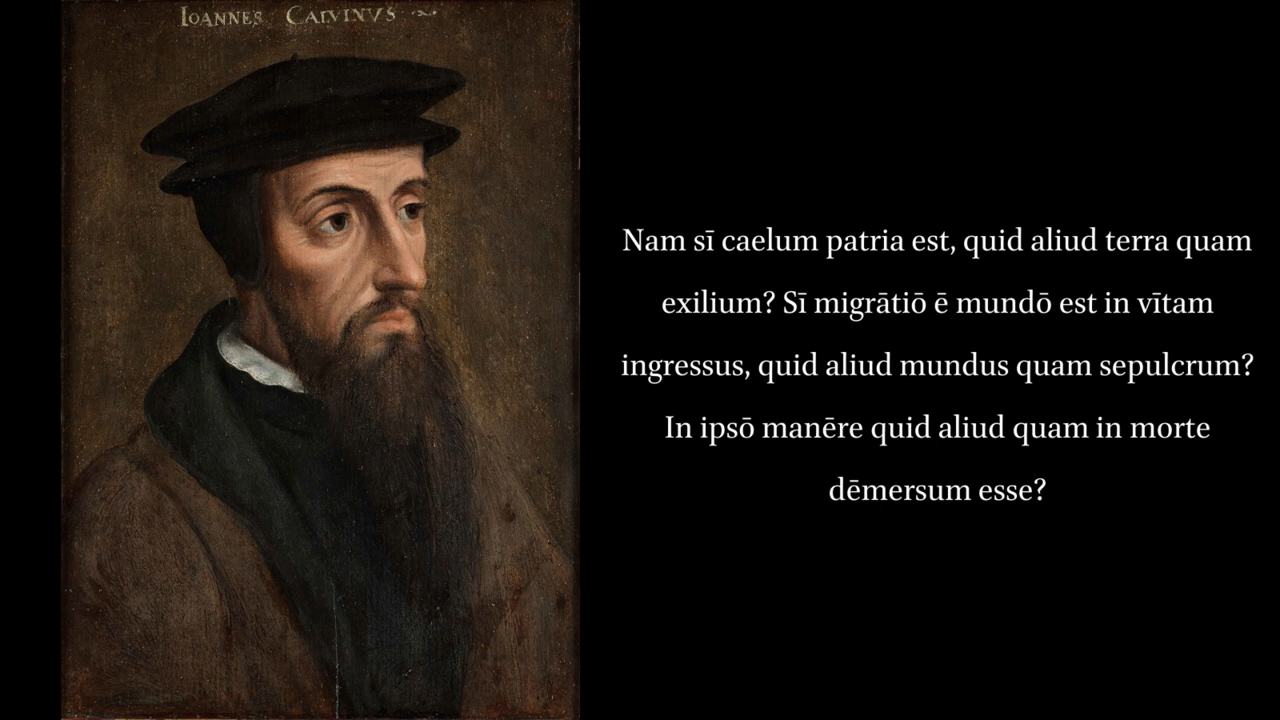 IOANNES CALVINVS
Nam sī caelum patria est, quid aliud terra quam
exilium? Sī migrātiō ē mundō est in vītam
ingressus, quid aliud mundus quam sepulcrum?
In ipsō manēre quid aliud quam in morte
dēmersum esse?